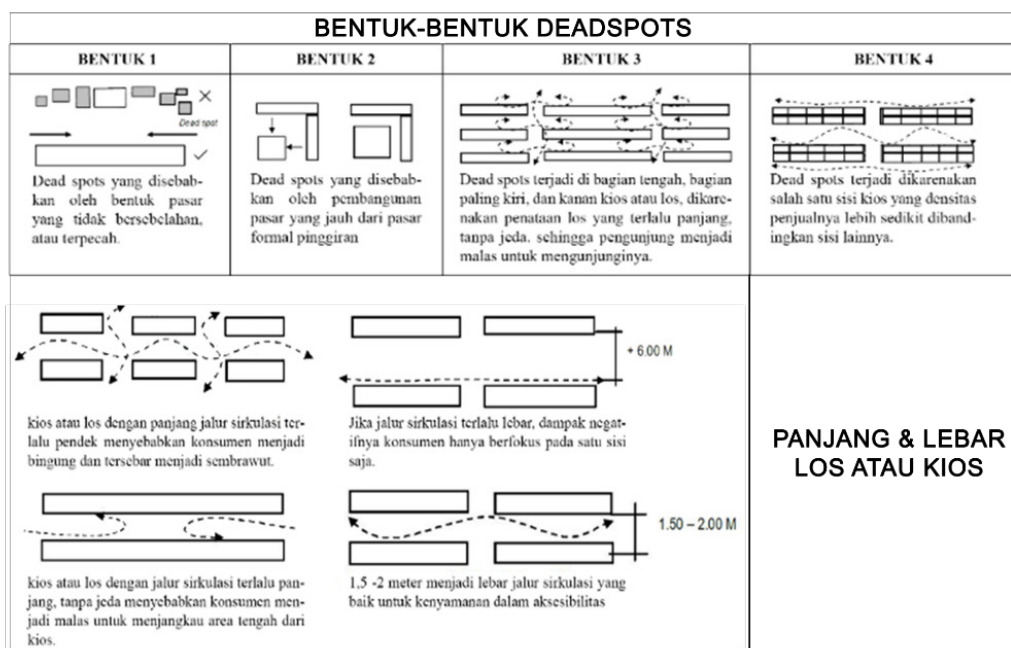 BENTUK-BENTUK DEADSPOTS
BENTUK 1
BENTUK 2
BENTUK 3
BENTUK 4
Dead spot
Dead spots yang disebab-
kan oleh bentuk pasar
yang tidak bersebelahan,
atau terpecah.
Dead spots yang disebab-
kan oleh pembangunan
pasar yang jauh dari pasar
formal pinggiran
Dead spots terjadi di bagian tengah, bagian
paling kiri, dan kanan kios atau los, dikare-
nakan penataan los yang terlalu panjang,
tanpa jeda. sehingga pengunjung menjadi
malas untuk mengunjunginya.
Dead spots terjadi dikarenakan
salah satu sisi kios yang densitas
penjualnya lebih sedikit diband-
ingkan sisi lainnya.
kios atau los dengan panjang jalur sirkulasi ter-
lalu pendek menyebabkan konsumen menjadi
bingung dan tersebar menjadi sembrawut.
+ 6.00 M
Jika jalur sirkulasi terlalu lebar, dampak negat-
ifnya konsumen hanya berfokus pada satu sisi
saja.
kios atau los dengan jalur sirkulasi terlalu pan-
jang, tanpa jeda menyebabkan konsumen men-
jadi malas untuk menjangkau area tengah dari
kios.
1.50 – 2.00 M
1,5 -2 meter menjadi lebar jalur sirkulasi yang
baik untuk kenyamanan dalam aksesibilitas
PANJANG & LEBAR
LOS ATAU KIOS